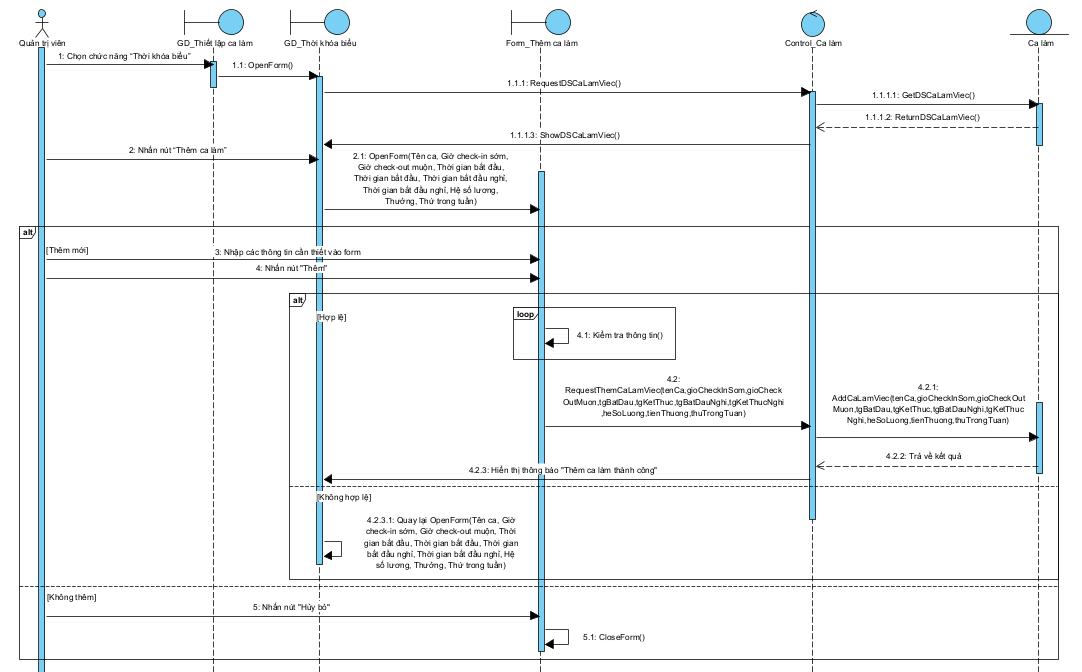 Quản trị viên
GD_Thiết lập ca làm
GD_Thời khóa biểu
Form_Thêm ca làm
Control_Ca làm
Ca làm
1: Chọn chức năng "Thời khóa biểu"
1.1: OpenForm()
1.1.1: RequestDSCaLamViec()
1.1.1.1: GetDSCaLamViec()
1.1.1.2: ReturnDSCaLamViec()
1.1.1.3: ShowDSCaLamViec()
2: Nhấn nút "Thêm ca làm"
2.1: OpenForm(Tên ca, Giờ check-in sớm,
Giờ check-out muộn, Thời gian bắt đầu,
Thời gian bắt đầu, Thời gian bắt đầu nghỉ,
Thời gian bắt đầu nghỉ, Hệ số lương,
Thưởng, Thứ trong tuần)
alt
[Thêm mới]
3: Nhập các thông tin cần thiết vào form
4: Nhấn nút "Thêm"
alt
[Hợp lệ]
loop
4.1: Kiểm tra thông tin()
4.2:
RequestThemCaLamViec(tenCa,gioCheckInSom,gioCheck
OutMuon,tgBatDau,tgKetThuc,tgBatDauNghi,tgKetThucNghi
,heSoLuong,tienThuong,thuTrongTuan)
4.2.1:
AddCaLamViec(tenCa,gioCheckInSom,gioCheckOut
Muon,tgBatDau,tgKetThuc,tgBatDauNghi,tgKetThuc
Nghi,heSoLuong,tienThuong,thuTrongTuan)
4.2.2: Trả về kết quả
4.2.3: Hiển thị thông báo "Thêm ca làm thành công"
[Không hợp lệ]
4.2.3.1: Quay lại OpenForm(Tên ca, Giờ
check-in sớm, Giờ check-out muộn, Thời
gian bắt đầu, Thời gian bắt đầu, Thời gian
bắt đầu nghỉ, Thời gian bắt đầu nghỉ, Hệ
số lương, Thưởng, Thứ trong tuần)
[Không thêm]
5: Nhấn nút "Hủy bỏ"
5.1: CloseForm()